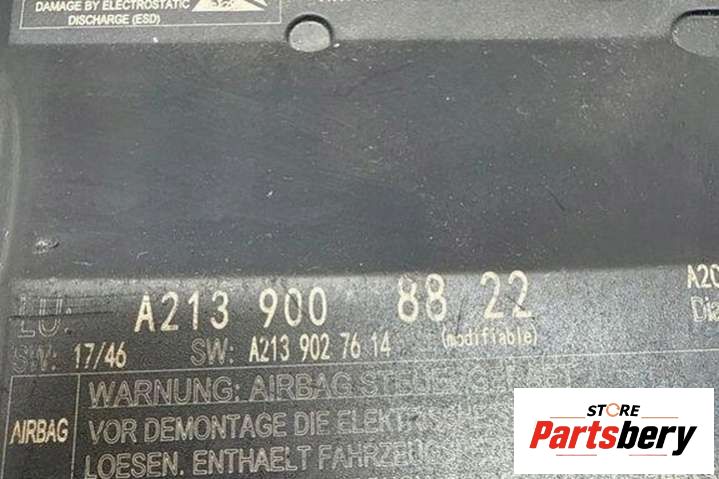 DAMAGE BY ELECTROSTATIC
DISCHARGE (ESD)
LU: A213 900 88 22
(modifiable)
SW: 17/46 SW: A213 902 76 14
WARNUNG: AIRBAG
AIRBAG
VOR DEMONTAGE DIE
LOESEN. ENTHAELT
STORE
Partsbery